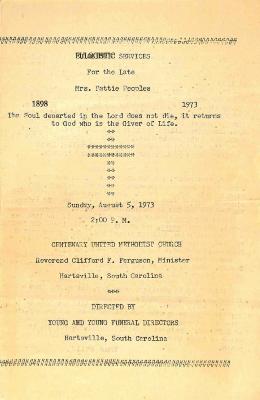 EULOGISTIC SERVICES
For the Late
Mrs. Pattie Peoples
1898 1973
The Soul departed in the Lord does not die, it returns
to God who is the Giver of Life.
**
**
************
************
**
**
**
**
Sunday, August 5, 1973
2:00 P. M.
CENTENARY UNITED METHODIST CHURCH
Reverend Clifford F. Ferguson, Minister
Hartsville, South Carolina
***
DIRECTED BY
YOUNG AND YOUNG FUNERAL DIRECTORS
Hartsville, South Carolina